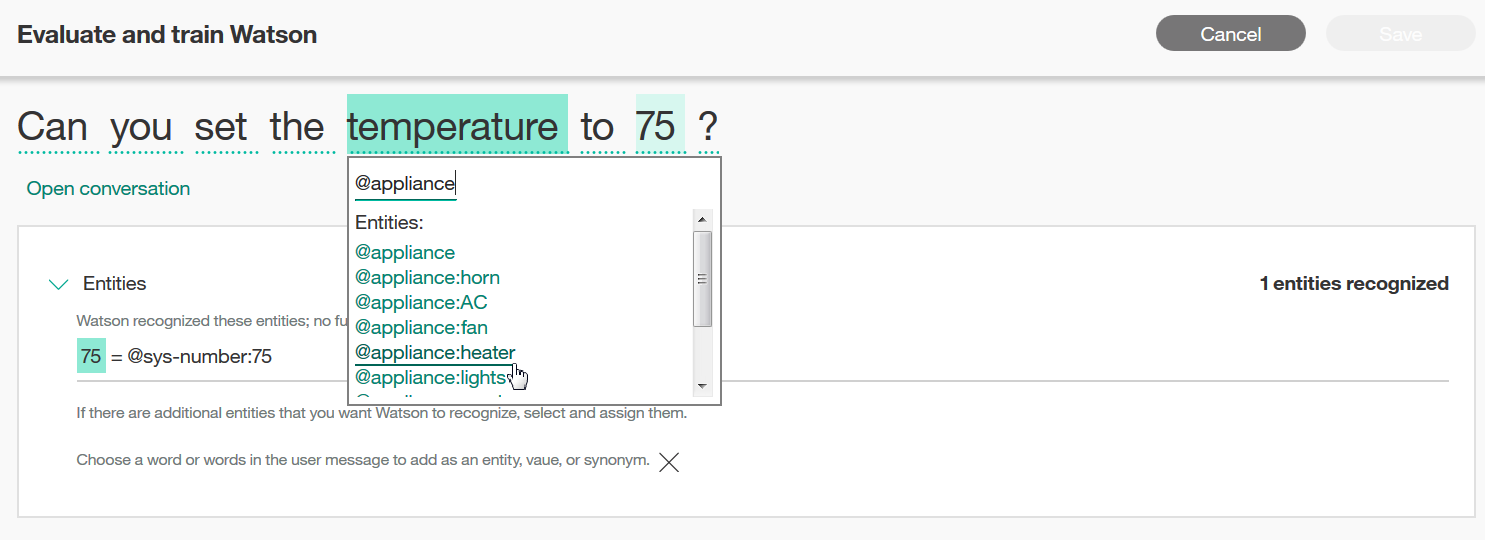 Evaluate and train Watson
Cancel
Save
Can you set the temperature to 75 ?
Open conversation
@appliance
Entities:
@appliance
@appliance:horn
@appliance:AC
@appliance:fan
@appliance:heater
@appliance:lights
Entities
1 entities recognized
Watson recognized these entities; no fu
75 = @sys-number:75
If there are additional entities that you want Watson to recognize, select and assign them.
Choose a word or words in the user message to add as an entity, vaue, or synonym.